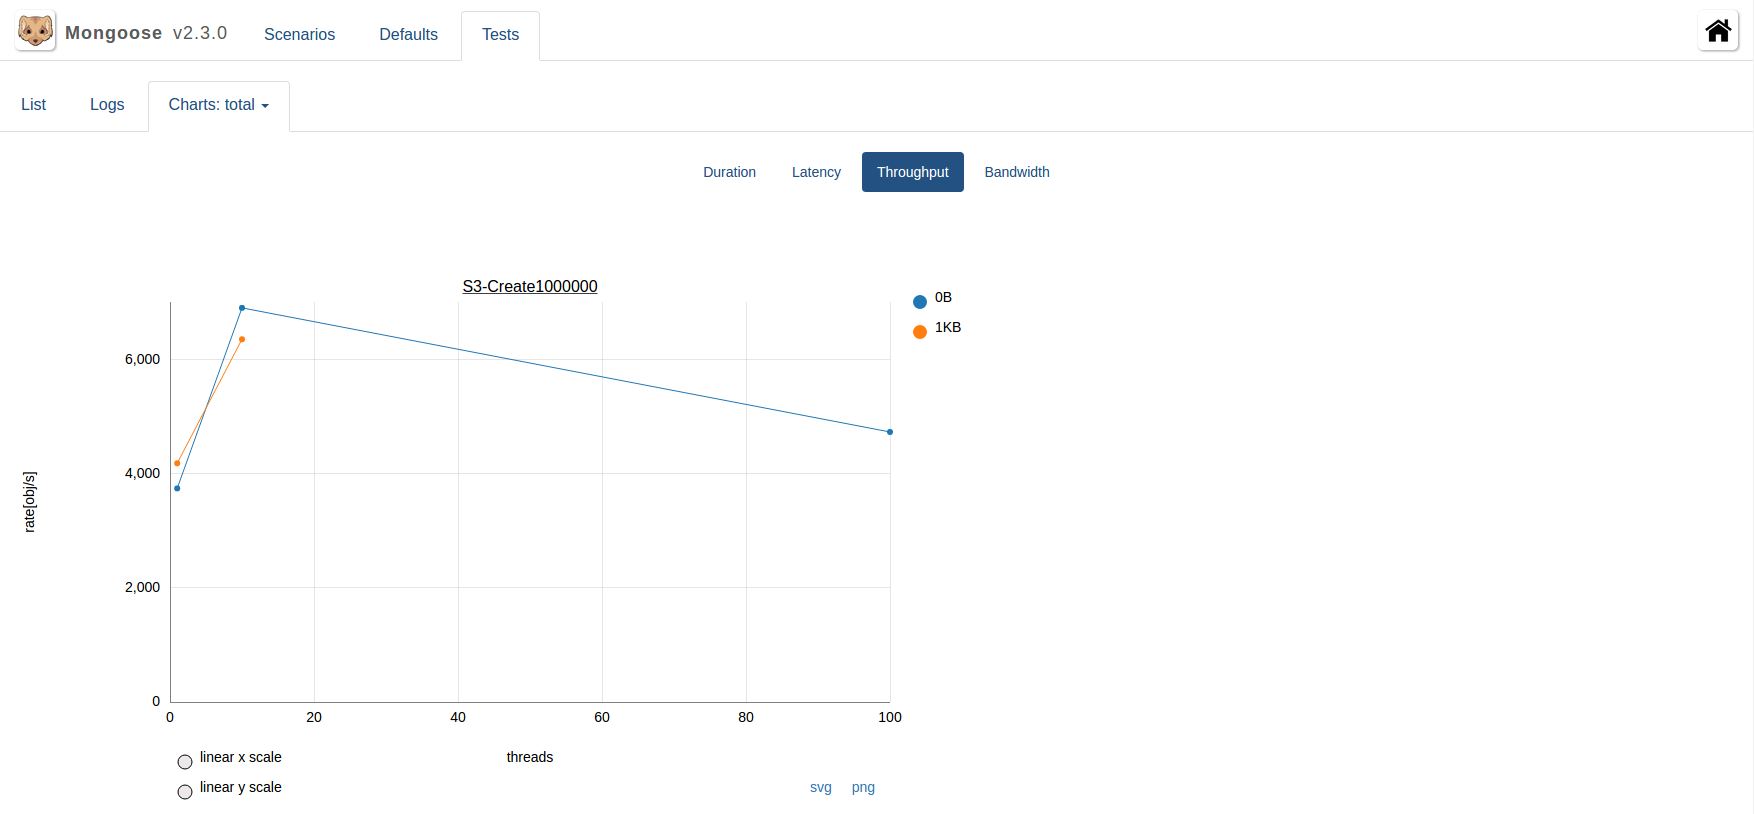 Mongoose v2.3.0 Scenarios Defaults Tests
List Logs Charts: total
Duration Latency Throughput Bandwidth
S3-Create1000000
0B
1KB
6,000
4,000
2,000
0
rate[obj/s]
0 20 40 60 80 100
linear x scale threads
linear y scale svg png